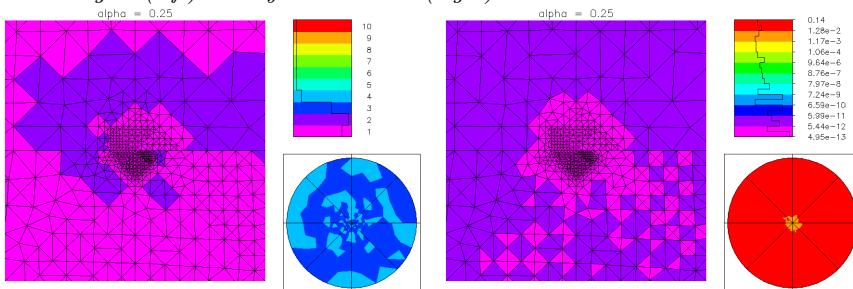 alpha = 0.25
10
9
8
7
6
5
4
3
2
1
alpha = 0.25
0.14
1.28e-2
1.17e-3
1.06e-4
9.64e-6
8.76e-7
7.97e-8
7.24e-9
6.59e-10
5.99e-11
5.44e-12
4.95e-13